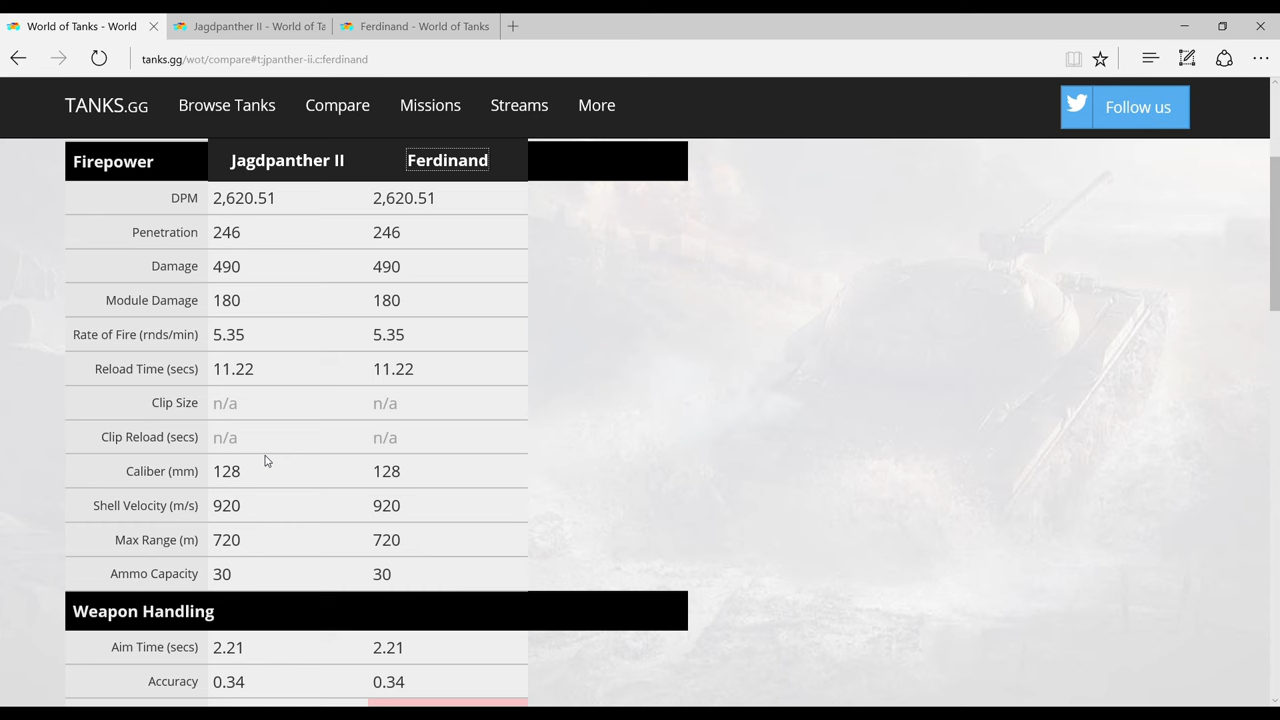 World of Tanks - World
Jagdpanther II - World of Ta
Ferdinand - World of Tanks
tanks.gg/wot/compare#t:jpanther-ii.c:ferdinand
TANKS.GG Browse Tanks Compare Missions Streams More Follow us
Firepower Jagdpanther II Ferdinand
DPM 2,620.51 2,620.51
Penetration 246 246
Damage 490 490
Module Damage 180 180
Rate of Fire (rnds/min) 5.35 5.35
Reload Time (secs) 11.22 11.22
Clip Size n/a n/a
Clip Reload (secs) n/a n/a
Caliber (mm) 128 128
Shell Velocity (m/s) 920 920
Max Range (m) 720 720
Ammo Capacity 30 30
Weapon Handling
Aim Time (secs) 2.21 2.21
Accuracy 0.34 0.34